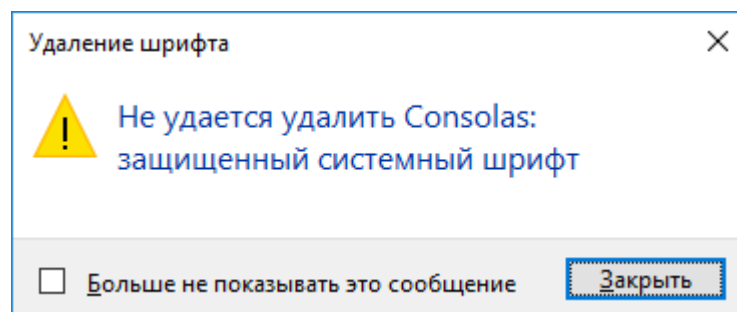 Удаление шрифта
Не удается удалить Consolas:
защищенный системный шрифт
Больше не показывать это сообщение
Закрыть